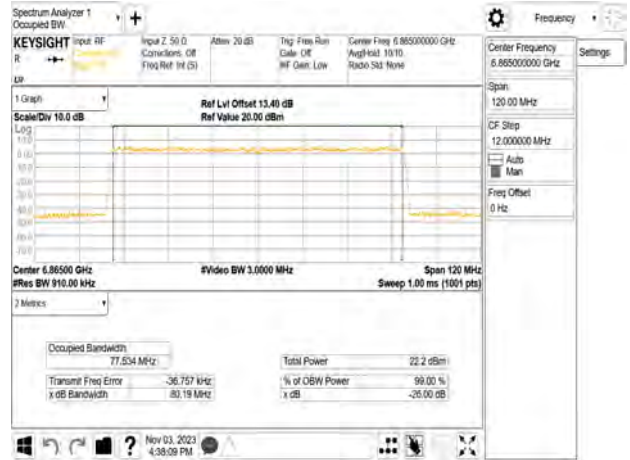 Spectrum Analyzer 1
Occupied BW
Frequency
KEYSIGHT Input: RF
R
Input Z: 50 Ω
Corrections: Off
Freq Ref: Int (S)
Atten: 20 dB
Trig: Free Run
Gate: Off
#IF Gain: Low
Center Freq: 6.865000000 GHz
Avg|Hold: 10/10
Radio Std: None
Center Frequency
6.865000000 GHz
Settings
Span
120.00 MHz
CF Step
12.000000 MHz
Auto
Man
Freq Offset
0 Hz
1 Graph
Scale/Div 10.0 dB
Ref Lvl Offset 13.40 dB
Ref Value 20.00 dBm
Log
Center 6.86500 GHz
#Res BW 910.00 kHz
#Video BW 3.0000 MHz
Span 120 MHz
Sweep 1.00 ms (1001 pts)
2 Metrics
Occupied Bandwidth
77.534 MHz
Total Power 22.2 dBm
Transmit Freq Error -36.757 kHz
% of OBW Power 99.00 %
x dB Bandwidth 80.19 MHz
x dB -26.00 dB
Nov 03, 2023
4:38:09 PM